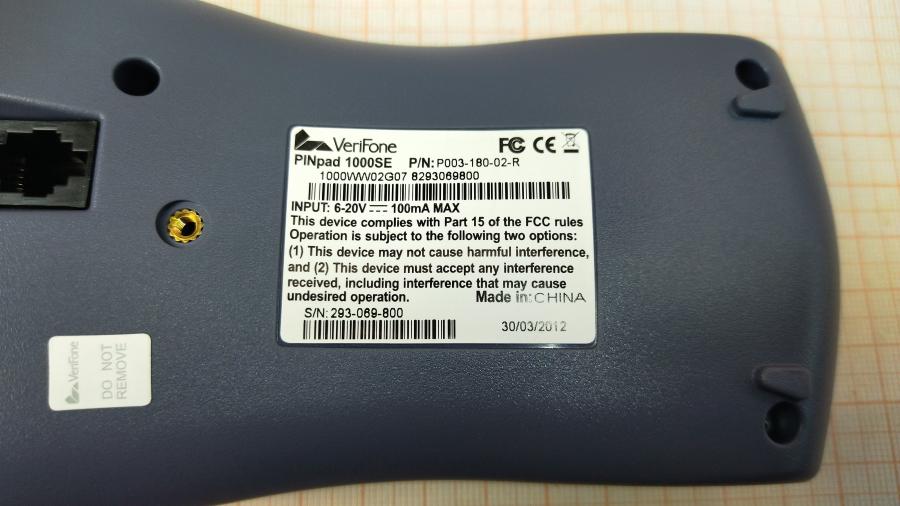 VeriFone
FC CE
PINpad 1000SE P/N: P003-180-02-R
1000WW02G07 8293069800
INPUT: 6-20V ⎓ 100mA MAX
This device complies with Part 15 of the FCC rules
Operation is subject to the following two options:
(1) This device may not cause harmful interference,
and (2) This device must accept any interference
received, including interference that may cause
undesired operation.
Made in: CHINA
S/N: 293-069-800
30/03/2012
VeriFone
DO NOT
REMOVE